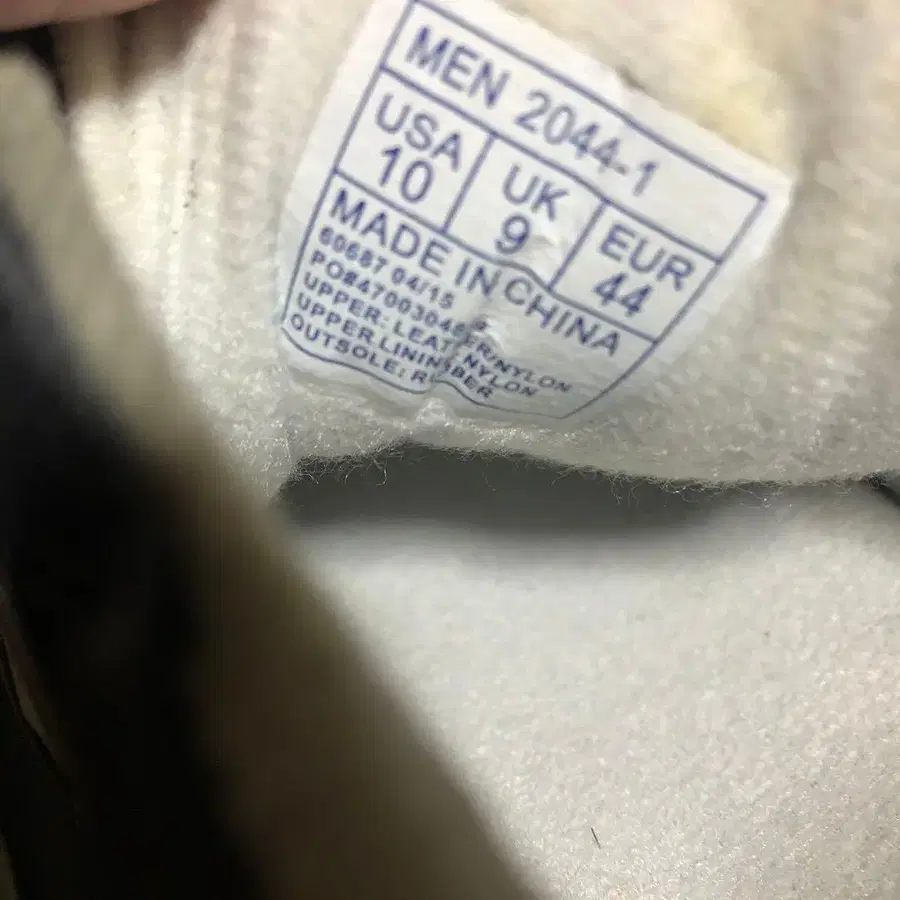 MEN 2044-1
USA UK EUR
10 9 44
MADE IN CHINA
60687 04/15
UPPER: LEATHER/NYLON
UPPER LINING: NYLON
OUTSOLE: RUBBER